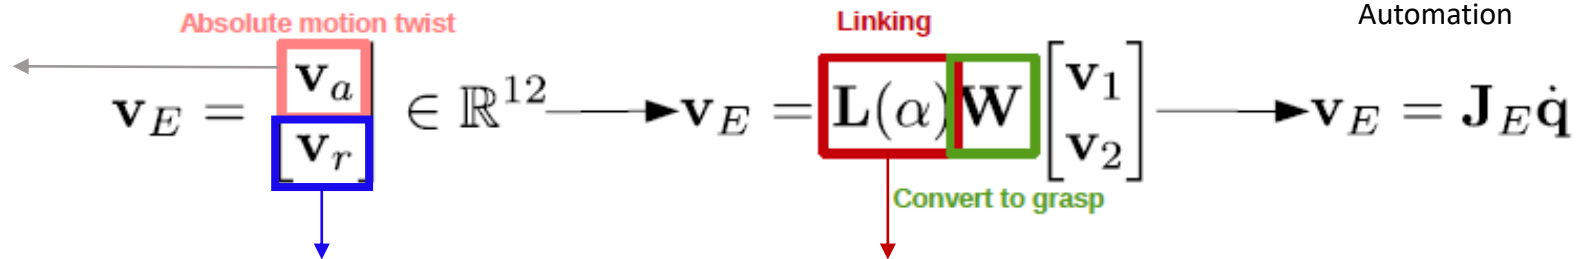 Automation
Absolute motion twist
Linking
v_E = [v_a v_r] ∈ ℝ^12 → v_E = L(α)W [v_1 v_2] → v_E = J_E q̇
Convert to grasp